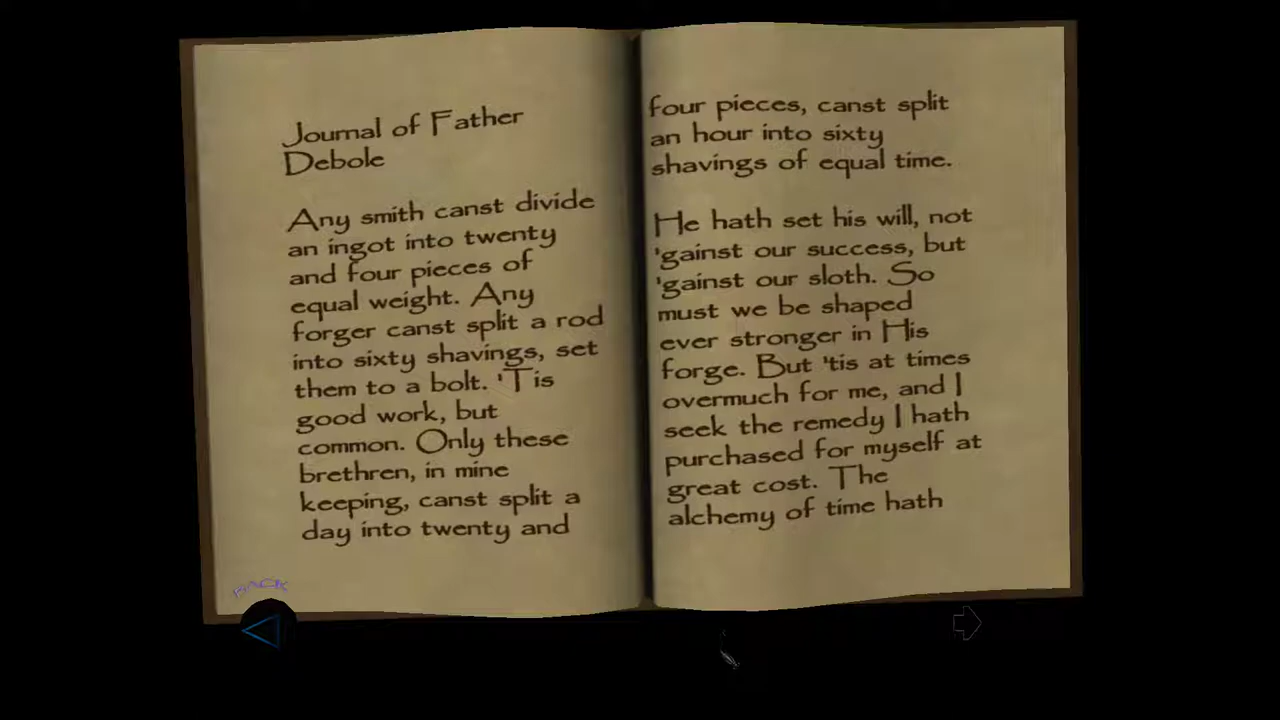 Journal of Father
Debole
Any smith canst divide
an ingot into twenty
and four pieces of
equal weight. Any
forger canst split a rod
into sixty shavings, set
them to a bolt. 'Tis
good work, but
common. Only these
brethren, in mine
keeping, canst split a
day into twenty and
four pieces, canst split
an hour into sixty
shavings of equal time.
He hath set his will, not
'gainst our success, but
'gainst our sloth. So
must we be shaped
ever stronger in His
forge. But 'tis at times
overmuch for me, and I
seek the remedy I hath
purchased for myself at
great cost. The
alchemy of time hath
BACK